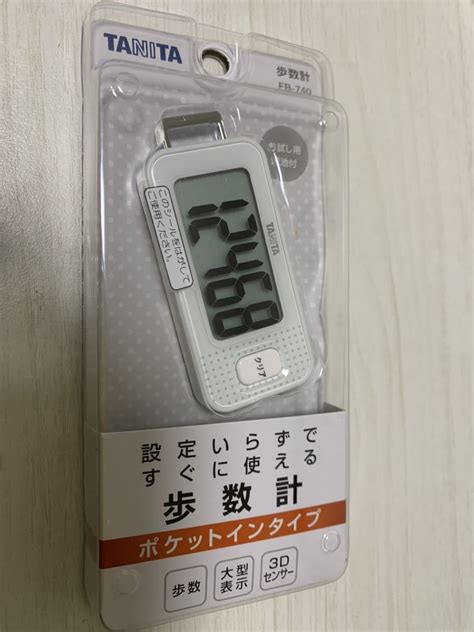 TANITA
歩数計
FB-740
お試し用
電池付
このシールをはがして
ご使用ください。
12468
TANITA
クリア
設定いらずで
すぐに使える
歩数計
ポケットインタイプ
歩数
大型
表示
3D
センサー